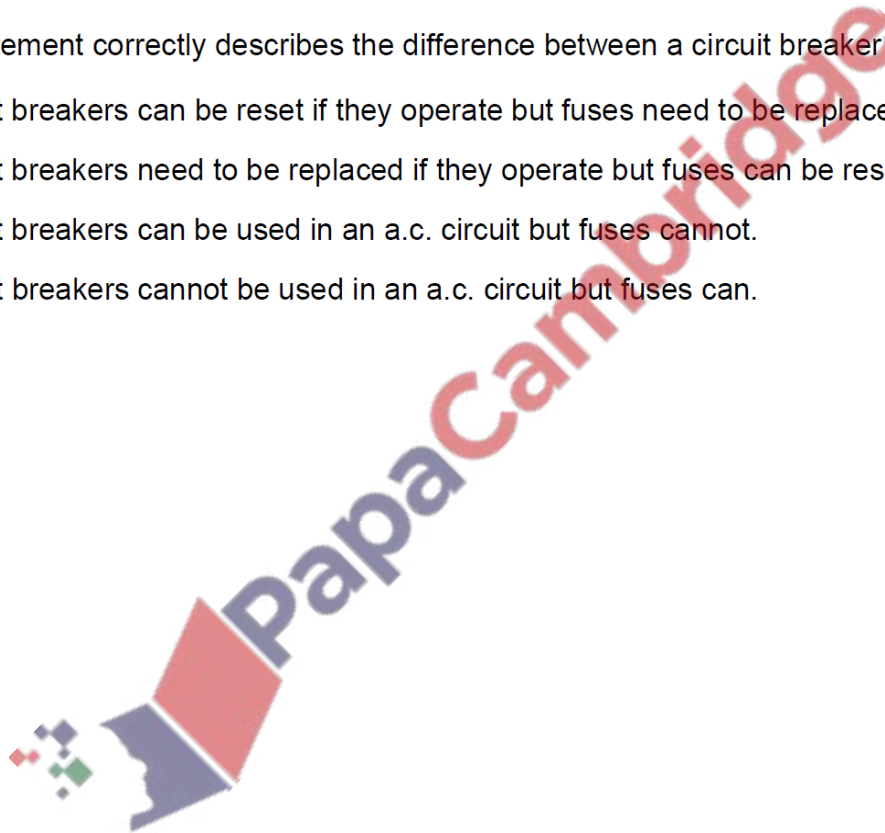 ement correctly describes the difference between a circuit breaker
t breakers can be reset if they operate but fuses need to be replace
t breakers need to be replaced if they operate but fuses can be res
t breakers can be used in an a.c. circuit but fuses cannot.
t breakers cannot be used in an a.c. circuit but fuses can.
PapaCambridge